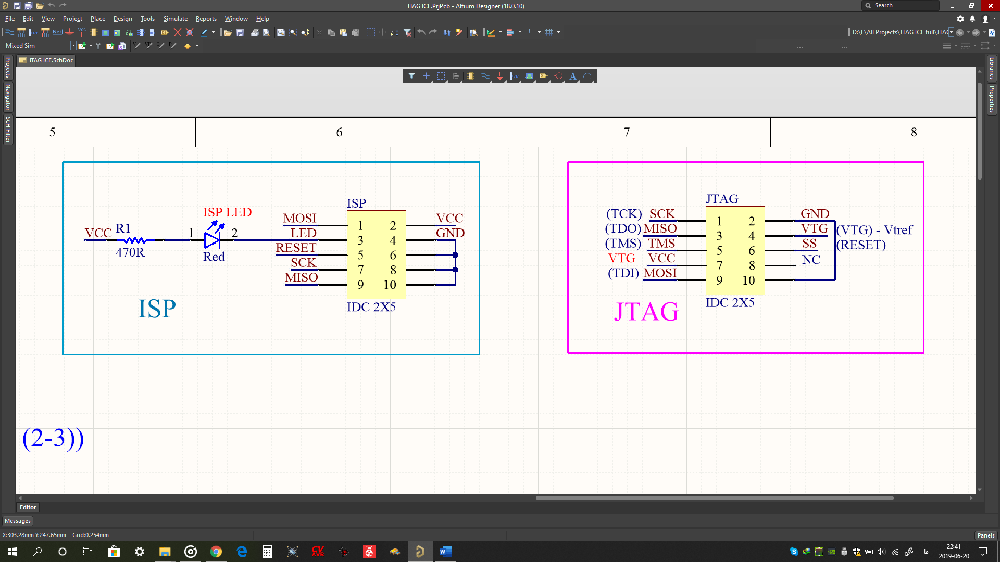 JTAG ICE.PrjPcb - Altium Designer (18.0.10)
Search
File Edit View Project Place Design Tools Simulate Reports Window Help
Net Vcc
D:\E\All Projects\JTAG ICE full\JTAG
Mixed Sim
JTAG ICE.SchDoc
Projects
Navigator
SCH Filter
Libraries
Properties
5 6 7 8
ISP LED
VCC R1
470R
1 2
Red
ISP
MOSI 1 2 VCC
LED 3 4 GND
RESET 5 6
SCK 7 8
MISO 9 10
IDC 2X5
ISP
JTAG
(TCK) SCK 1 2 GND
(TDO) MISO 3 4 VTG (VTG) - Vtref
(TMS) TMS 5 6 SS (RESET)
VTG VCC 7 8 NC
(TDI) MOSI 9 10
IDC 2X5
JTAG
(2-3))
Editor
Messages
X:303.28mm Y:247.65mm Grid:0.254mm
Panels
CV
AVR
فا
22:41
2019-06-20